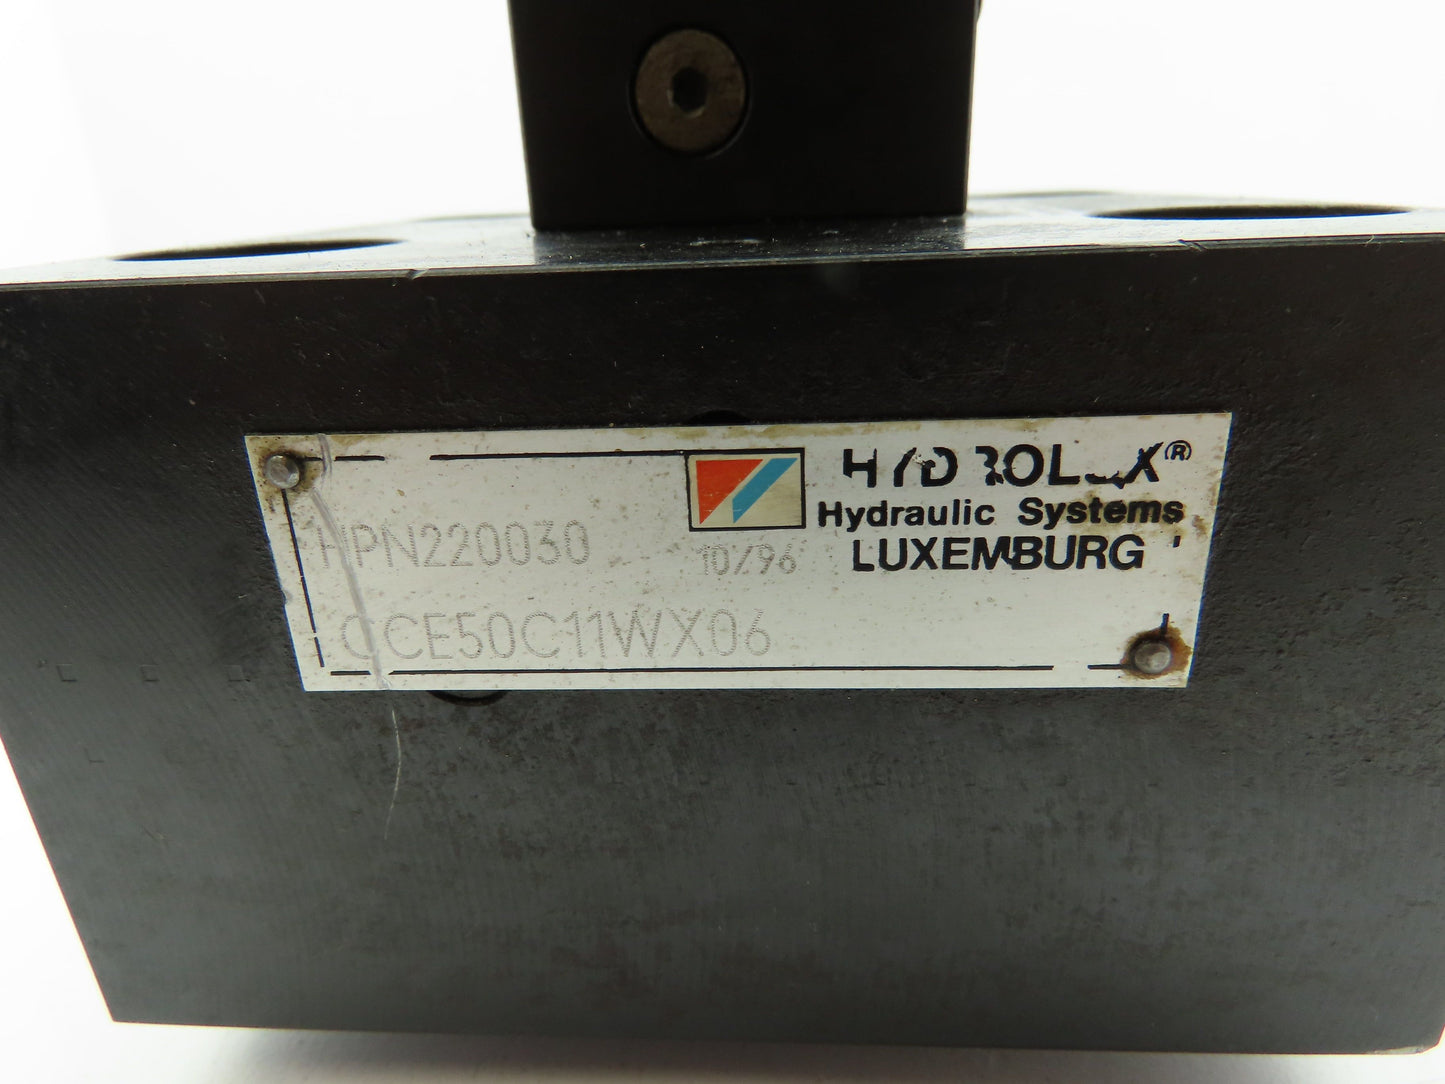 HYDROLUX®
Hydraulic Systems
LUXEMBURG
HPN220030
10/96
CCE50C11WX06